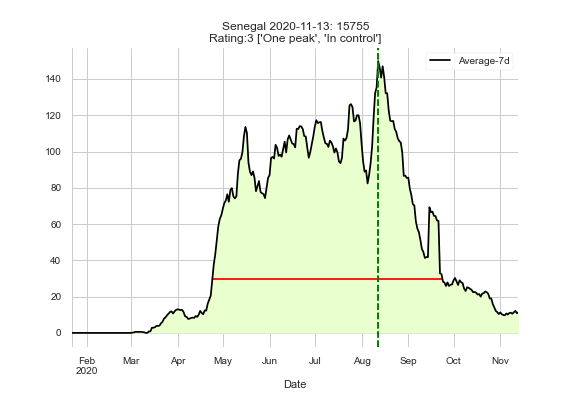 Senegal 2020-11-13: 15755
Rating:3 ['One peak', 'In control']
Average-7d
140
120
100
80
60
40
20
0
Feb Mar Apr May Jun Jul Aug Sep Oct Nov
2020
Date